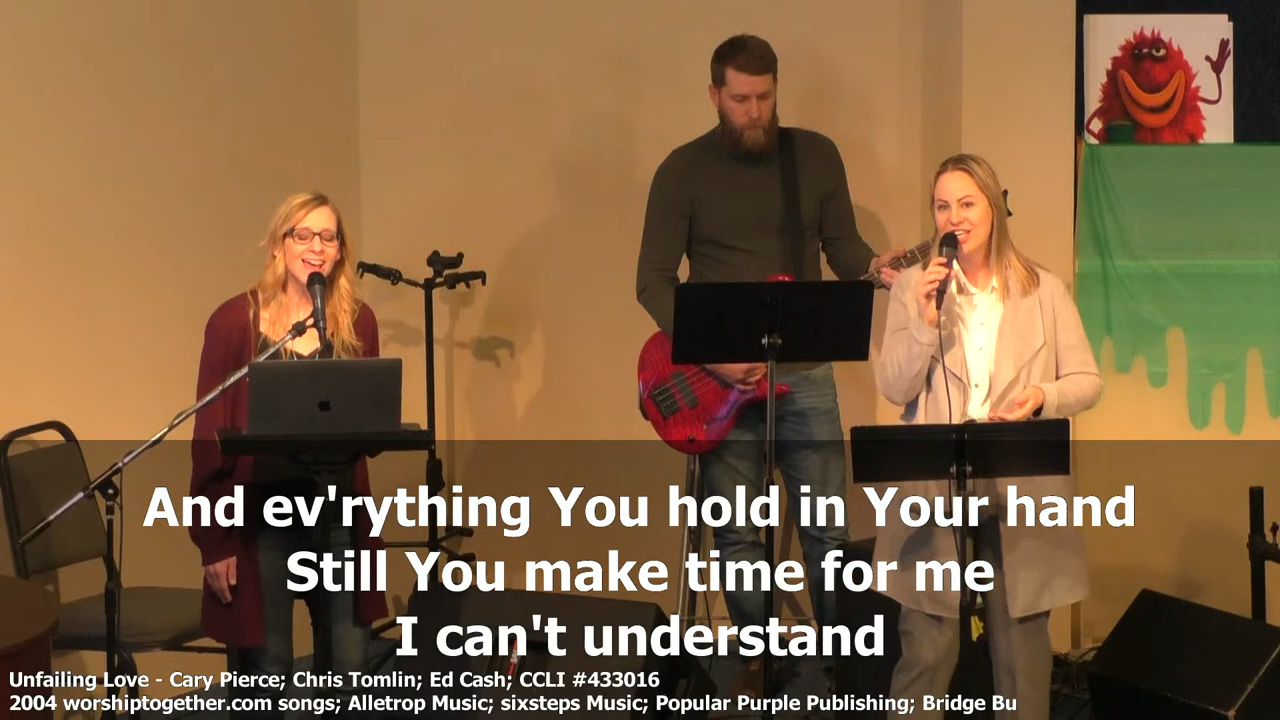 And ev'rything You hold in Your hand
Still You make time for me
I can't understand
Unfailing Love - Cary Pierce; Chris Tomlin; Ed Cash; CCLI #433016
2004 worshiptogether.com songs; Alletrop Music; sixsteps Music; Popular Purple Publishing; Bridge Bu